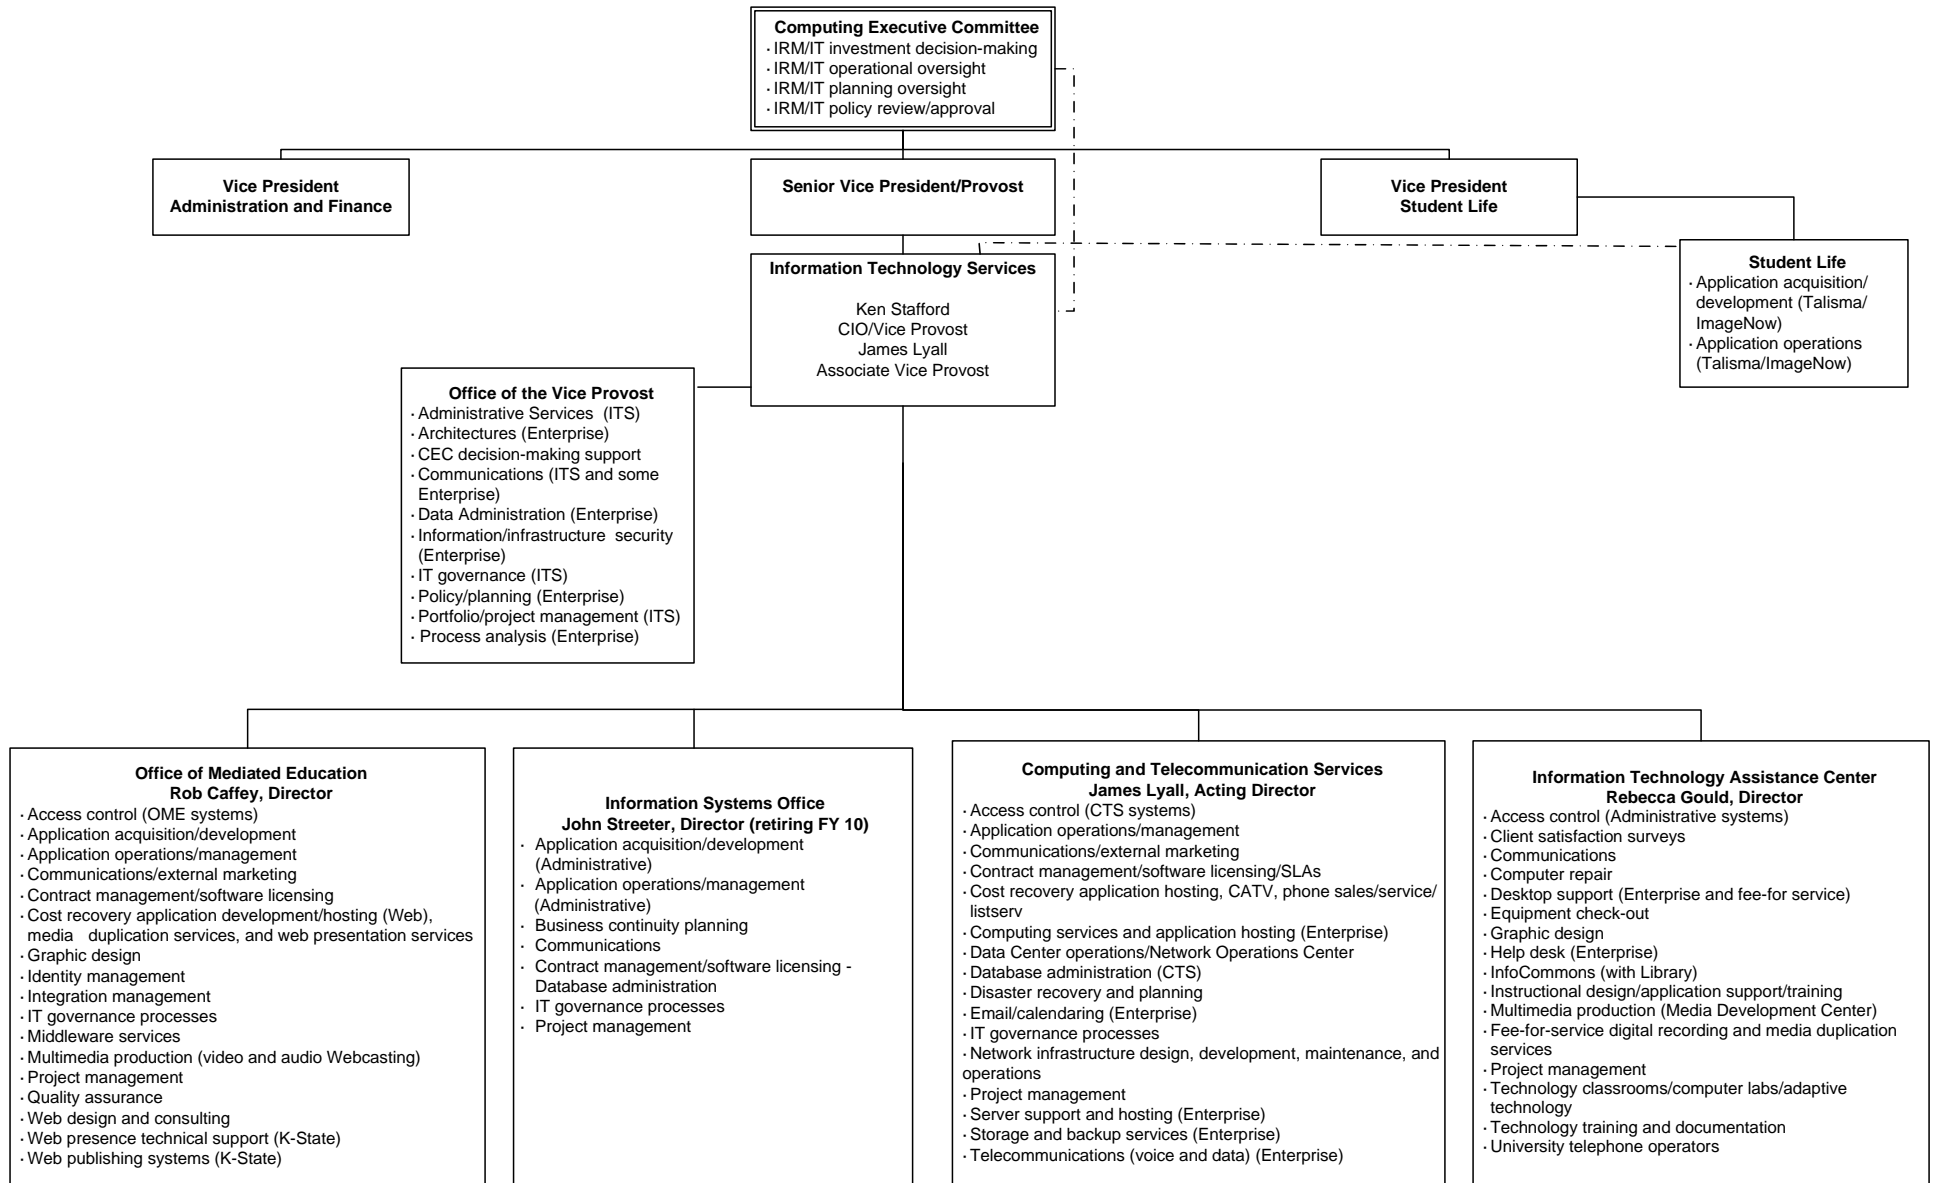 Computing Executive Committee
· IRM/IT investment decision-making
· IRM/IT operational oversight
· IRM/IT planning oversight
· IRM/IT policy review/approval
Vice President
Administration and Finance
Senior Vice President/Provost
Vice President
Student Life
Information Technology Services
Ken Stafford
CIO/Vice Provost
James Lyall
Associate Vice Provost
Student Life
· Application acquisition/
development (Talisma/
ImageNow)
· Application operations
(Talisma/ImageNow)
Office of the Vice Provost
· Administrative Services (ITS)
· Architectures (Enterprise)
· CEC decision-making support
· Communications (ITS and some
Enterprise)
· Data Administration (Enterprise)
· Information/infrastructure security
(Enterprise)
· IT governance (ITS)
· Policy/planning (Enterprise)
· Portfolio/project management (ITS)
· Process analysis (Enterprise)
Office of Mediated Education
Rob Caffey, Director
· Access control (OME systems)
· Application acquisition/development
· Application operations/management
· Communications/external marketing
· Contract management/software licensing
· Cost recovery application development/hosting (Web),
media duplication services, and web presentation services
· Graphic design
· Identity management
· Integration management
· IT governance processes
· Middleware services
· Multimedia production (video and audio Webcasting)
· Project management
· Quality assurance
· Web design and consulting
· Web presence technical support (K-State)
· Web publishing systems (K-State)
Information Systems Office
John Streeter, Director (retiring FY 10)
· Application acquisition/development
(Administrative)
· Application operations/management
(Administrative)
· Business continuity planning
· Communications
· Contract management/software licensing -
Database administration
· IT governance processes
· Project management
Computing and Telecommunication Services
James Lyall, Acting Director
· Access control (CTS systems)
· Application operations/management
· Communications/external marketing
· Contract management/software licensing/SLAs
· Cost recovery application hosting, CATV, phone sales/service/
listserv
· Computing services and application hosting (Enterprise)
· Data Center operations/Network Operations Center
· Database administration (CTS)
· Disaster recovery and planning
· Email/calendaring (Enterprise)
· IT governance processes
· Network infrastructure design, development, maintenance, and
operations
· Project management
· Server support and hosting (Enterprise)
· Storage and backup services (Enterprise)
· Telecommunications (voice and data) (Enterprise)
Information Technology Assistance Center
Rebecca Gould, Director
· Access control (Administrative systems)
· Client satisfaction surveys
· Communications
· Computer repair
· Desktop support (Enterprise and fee-for service)
· Equipment check-out
· Graphic design
· Help desk (Enterprise)
· InfoCommons (with Library)
· Instructional design/application support/training
· Multimedia production (Media Development Center)
· Fee-for-service digital recording and media duplication
services
· Project management
· Technology classrooms/computer labs/adaptive
technology
· Technology training and documentation
· University telephone operators